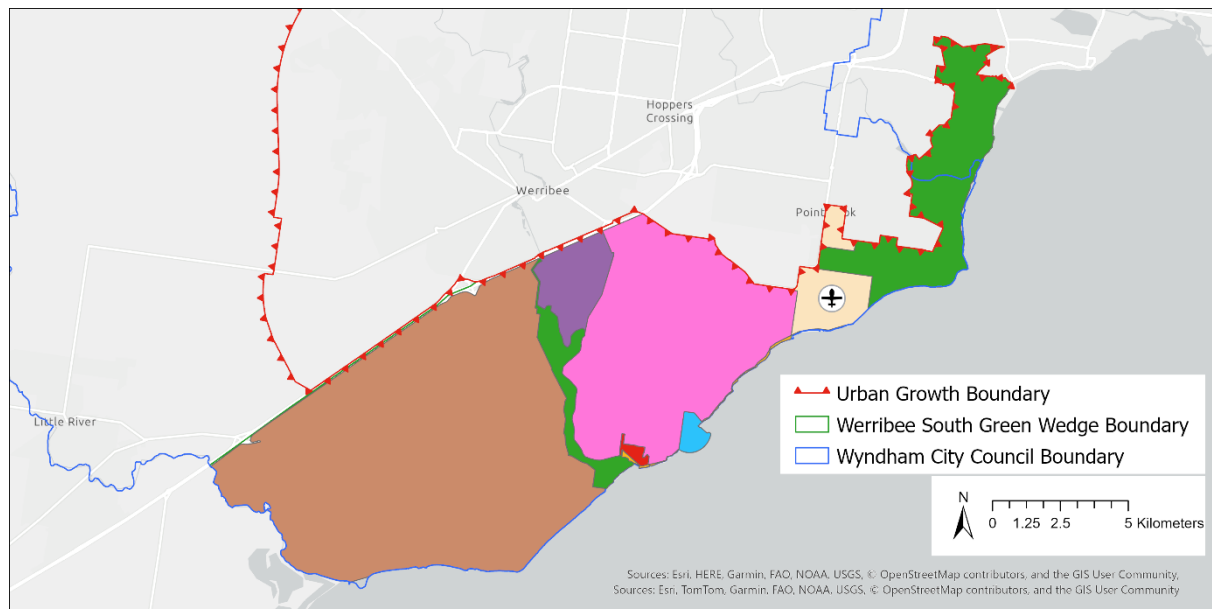 Hoppers
Crossing
Werribee
Little River
Urban Growth Boundary
Werribee South Green Wedge Boundary
Wyndham City Council Boundary
N
0 1.25 2.5 5 Kilometers
Sources: Esri, HERE, Garmin, FAO, NOAA, USGS, © OpenStreetMap contributors, and the GIS User Community,
Sources: Esri, TomTom, Garmin, FAO, NOAA, USGS, © OpenStreetMap contributors, and the GIS User Community